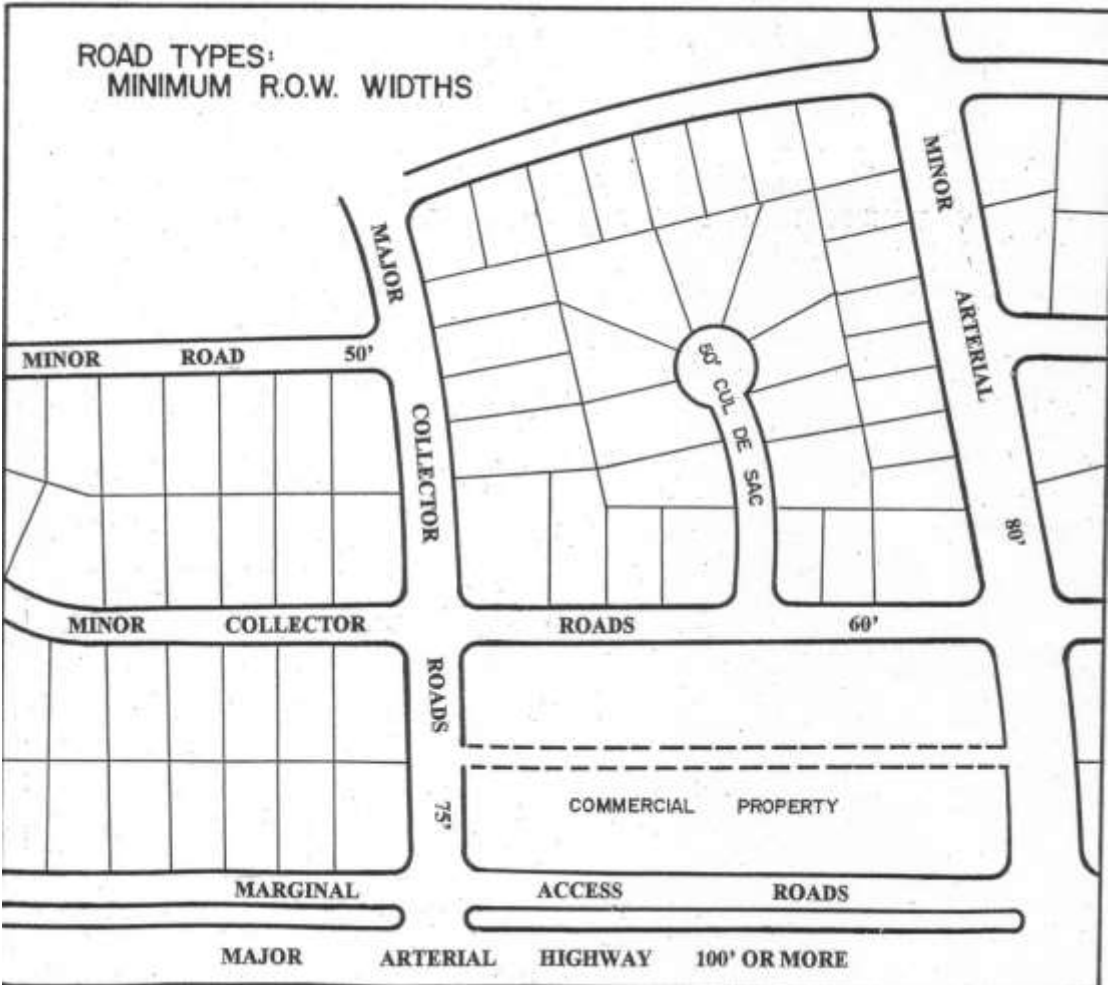 ROAD TYPES:
MINIMUM R.O.W. WIDTHS
MINOR ARTERIAL 80'
MAJOR COLLECTOR ROADS 75'
MINOR ROAD 50'
50' CUL DE SAC
MINOR COLLECTOR ROADS 60'
COMMERCIAL PROPERTY
MARGINAL ACCESS ROADS
MAJOR ARTERIAL HIGHWAY 100' OR MORE